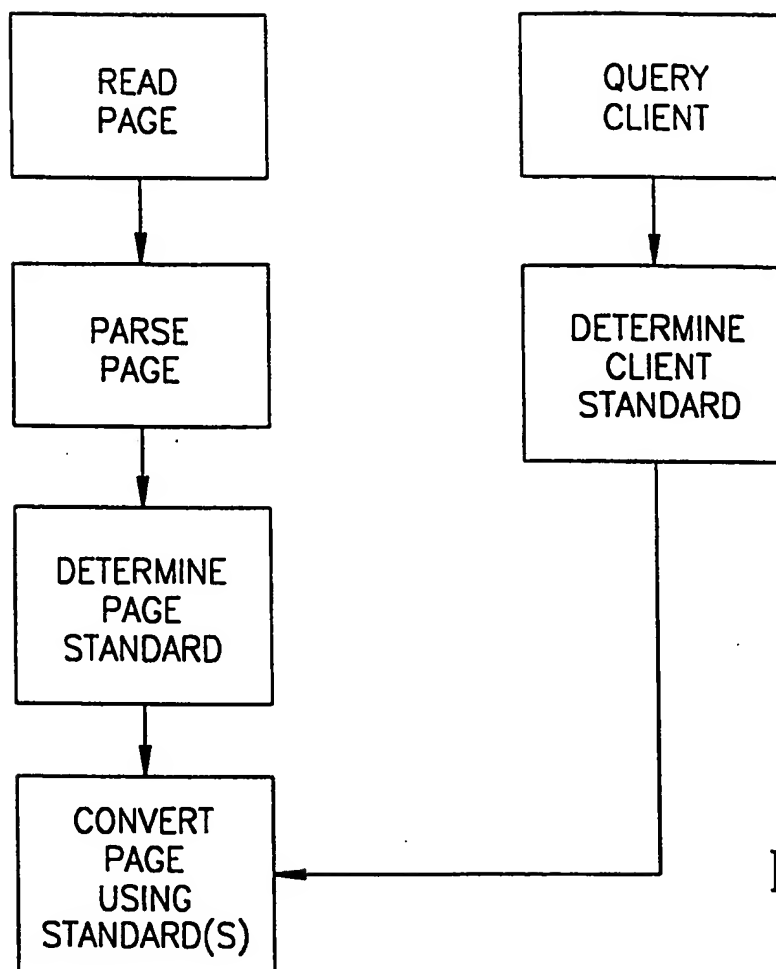 READ
PAGE
PARSE
PAGE
DETERMINE
PAGE
STANDARD
CONVERT
PAGE
USING
STANDARD(S)
QUERY
CLIENT
DETERMINE
CLIENT
STANDARD